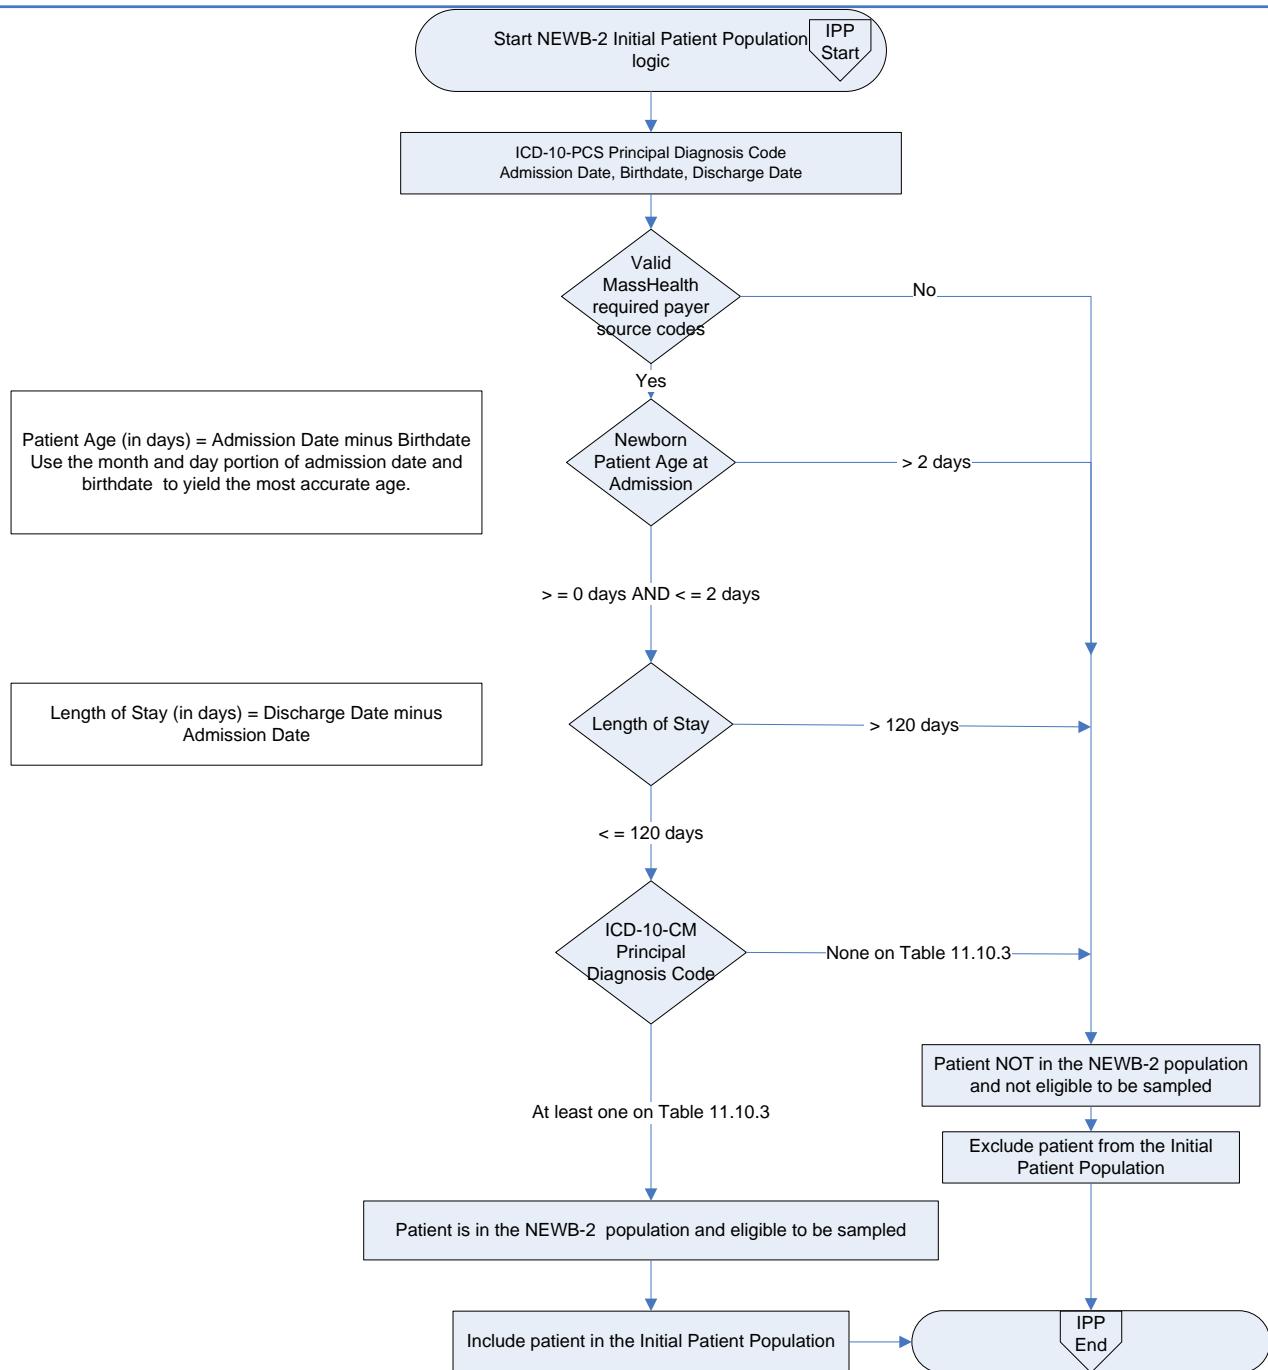 Start NEWB-2 Initial Patient Population
logic
IPP
Start
ICD-10-PCS Principal Diagnosis Code
Admission Date, Birthdate, Discharge Date
Valid
MassHealth
required payer
source codes
No
Yes
Patient Age (in days) = Admission Date minus Birthdate
Use the month and day portion of admission date and
birthdate  to yield the most accurate age.
Newborn
Patient Age at
Admission
> 2 days
> = 0 days AND < = 2 days
Length of Stay (in days) = Discharge Date minus
Admission Date
Length of Stay
> 120 days
< = 120 days
ICD-10-CM
Principal
Diagnosis Code
None on Table 11.10.3
At least one on Table 11.10.3
Patient NOT in the NEWB-2 population
and not eligible to be sampled
Exclude patient from the Initial
Patient Population
Patient is in the NEWB-2  population and eligible to be sampled
Include patient in the Initial Patient Population
IPP
End